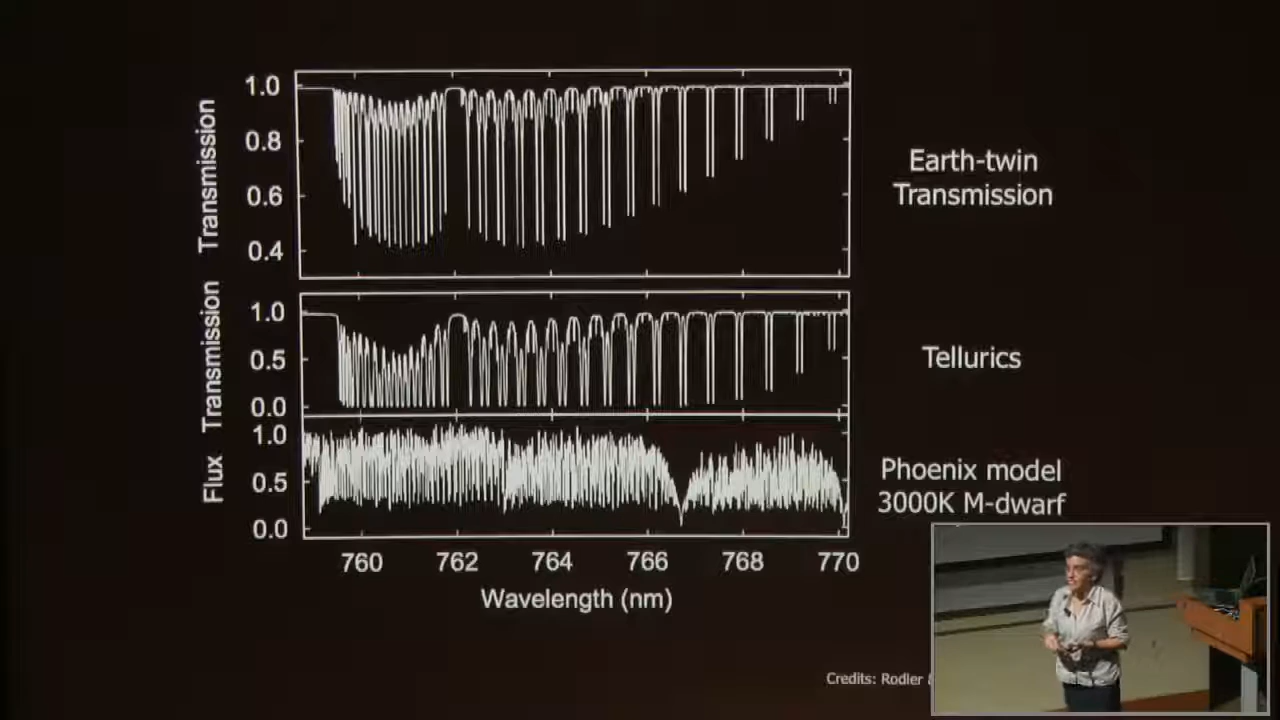 1.0
0.8
0.6
0.4
Transmission
Earth-twin
Transmission
1.0
0.5
0.0
Transmission
Tellurics
1.0
0.5
0.0
Flux
Phoenix model
3000K M-dwarf
760 762 764 766 768 770
Wavelength (nm)
Credits: Rodler